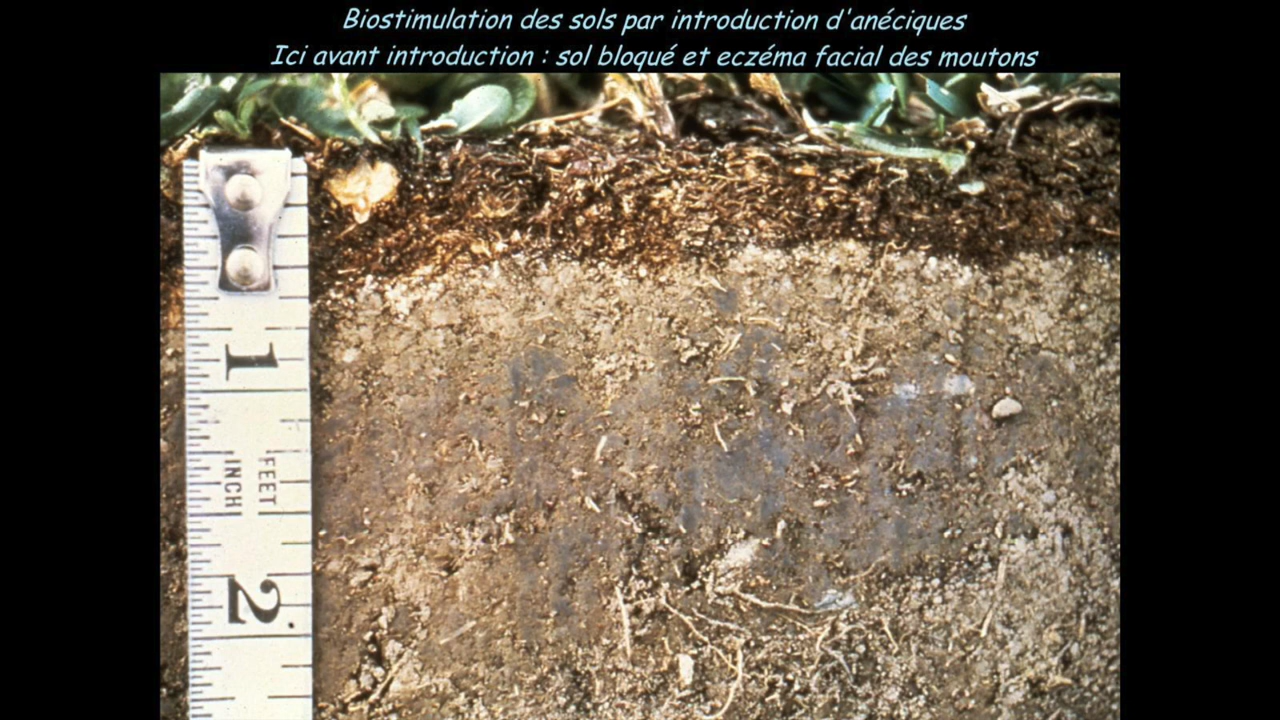 Biostimulation des sols par introduction d'anéciques
Ici avant introduction : sol bloqué et eczéma facial des moutons
1
FEET
INCH
2